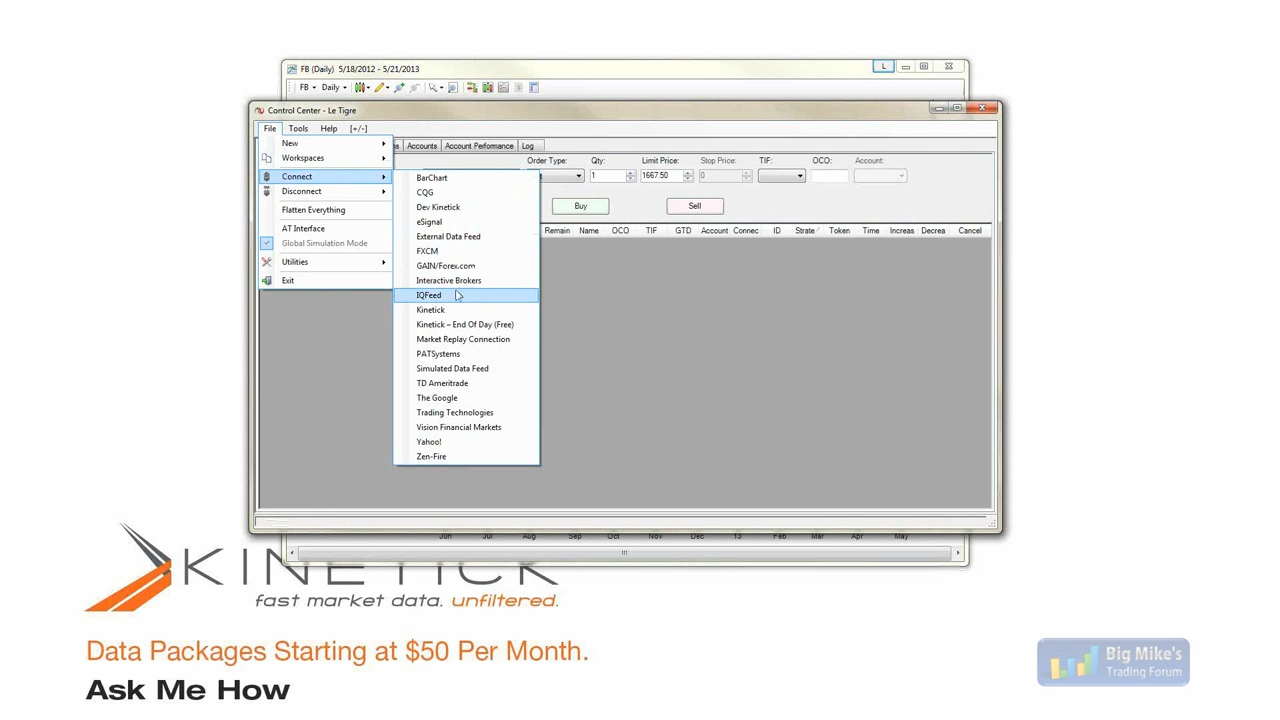 FB (Daily) 5/18/2012 - 5/21/2013
L
FB Daily
Control Center - Le Tigre
File Tools Help [+/-]
Accounts Account Performance Log
New
Workspaces
Connect
Disconnect
Flatten Everything
AT Interface
Global Simulation Mode
Utilities
Exit
BarChart
CQG
Dev Kinetick
eSignal
External Data Feed
FXCM
GAIN/Forex.com
Interactive Brokers
IQFeed
Kinetick
Kinetick – End Of Day (Free)
Market Replay Connection
PATSystems
Simulated Data Feed
TD Ameritrade
The Google
Trading Technologies
Vision Financial Markets
Yahoo!
Zen-Fire
Order Type: Qty: Limit Price: Stop Price: TIF: OCO: Account:
1 1667.50 0
Buy Sell
Remain Name OCO TIF GTD Account Connec ID Strate Token Time Increas Decrea Cancel
Jun Jul Aug Sep Oct Nov Dec 13 Feb Mar Apr May
KINETICK
fast market data. unfiltered.
Data Packages Starting at $50 Per Month.
Ask Me How
Big Mike's
Trading Forum